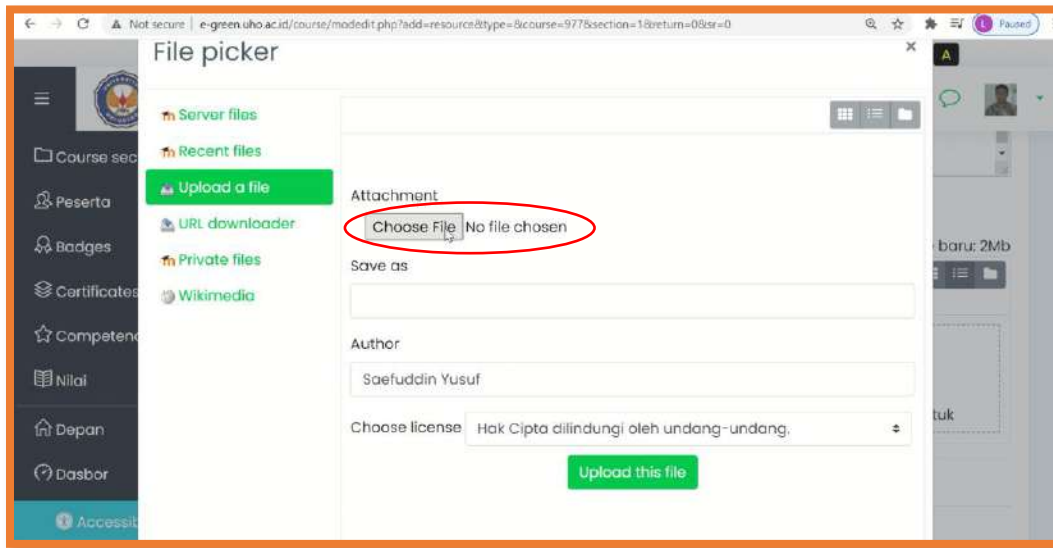 Not secure | e-green.uho.ac.id/course/modedit.php?add=resource&type=&course=977&section=1&return=0&sr=0
L Paused
File picker
×
A
Server files
Recent files
Upload a file
URL downloader
Private files
Wikimedia
Course sec
Peserta
Badges
Certificates
Competenc
Nilai
Depan
Dasbor
Accessib
Attachment
Choose File No file chosen
Save as
Author
Saefuddin Yusuf
Choose license Hak Cipta dilindungi oleh undang-undang.
Upload this file
baru: 2Mb
tuk